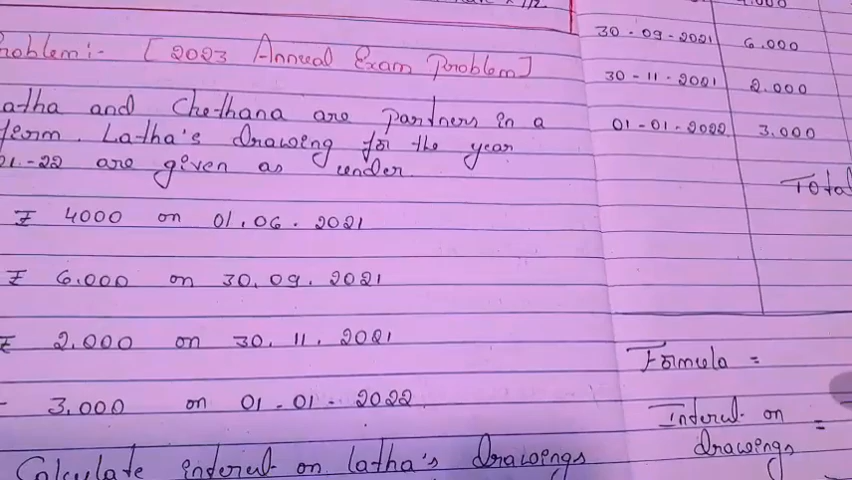 [2023 Annual Exam Problem]
and Chethana are partners in a
Latha's drawing for the year
21-22 are given as under
₹ 4000 on 01.06.2021
₹ 6.000 on 30.09.2021
₹ 2.000 on 30.11.2021
3.000 on 01-01-2022
Calculate interest on latha's drawings
30-09-2021 6.000
30-11-2021 2.000
01-01-2022 3.000
Total
Formula =
Interest on
drawings =